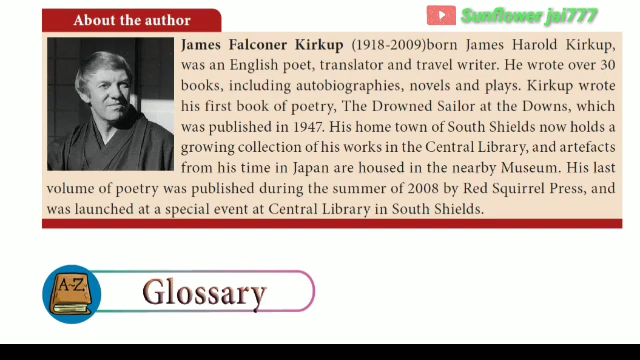 About the author
Sunflower jai777
James Falconer Kirkup (1918-2009)born James Harold Kirkup,
was an English poet, translator and travel writer. He wrote over 30
books, including autobiographies, novels and plays. Kirkup wrote
his first book of poetry, The Drowned Sailor at the Downs, which
was published in 1947. His home town of South Shields now holds a
growing collection of his works in the Central Library, and artefacts
from his time in Japan are housed in the nearby Museum. His last
volume of poetry was published during the summer of 2008 by Red Squirrel Press, and
was launched at a special event at Central Library in South Shields.
A-Z
Glossary